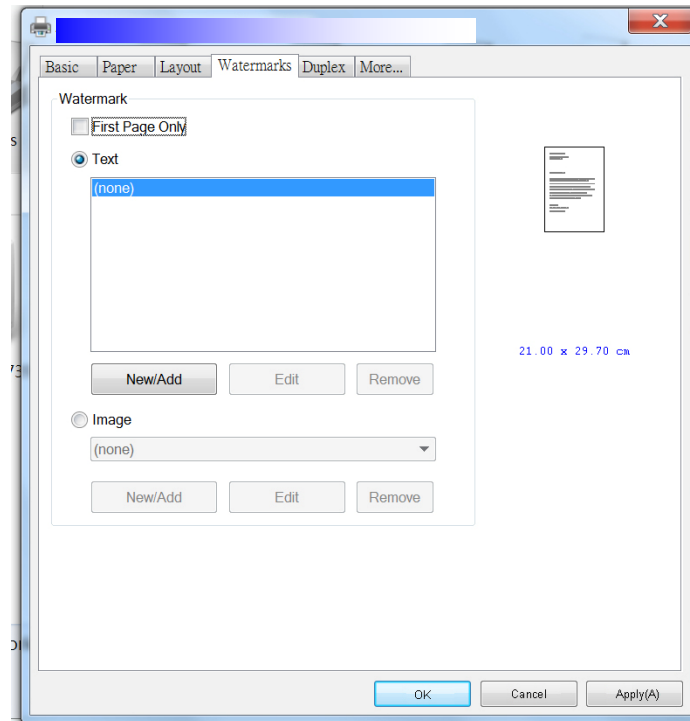 Basic Paper Layout Watermarks Duplex More...
Watermark
First Page Only
Text
(none)
New/Add Edit Remove
Image
(none)
New/Add Edit Remove
21.00 x 29.70 cm
OK Cancel Apply(A)